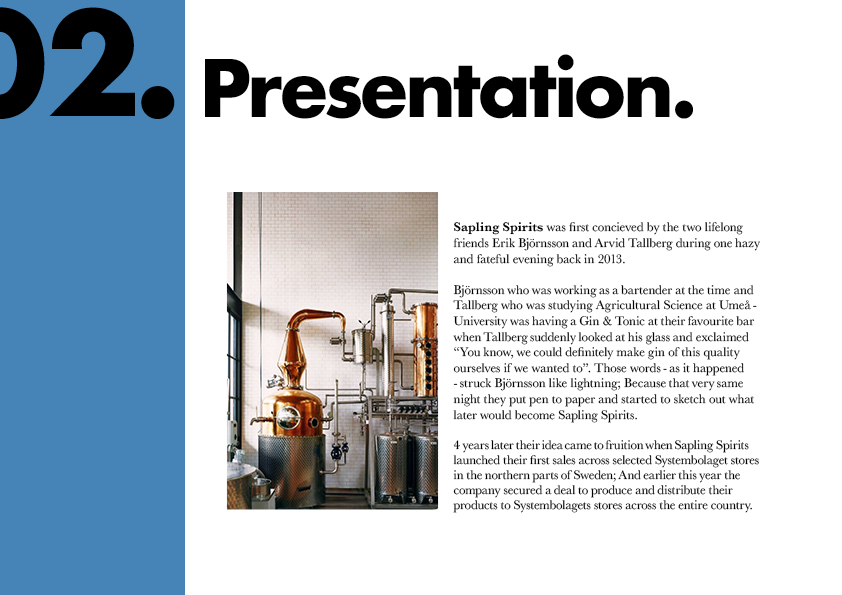 02. Presentation.
Sapling Spirits was first concieved by the two lifelong
friends Erik Björnsson and Arvid Tallberg during one hazy
and fateful evening back in 2013.
Björnsson who was working as a bartender at the time and
Tallberg who was studying Agricultural Science at Umeå -
University was having a Gin & Tonic at their favourite bar
when Tallberg suddenly looked at his glass and exclaimed
“You know, we could definitely make gin of this quality
ourselves if we wanted to”. Those words - as it happened
- struck Björnsson like lightning; Because that very same
night they put pen to paper and started to sketch out what
later would become Sapling Spirits.
4 years later their idea came to fruition when Sapling Spirits
launched their first sales across selected Systembolaget stores
in the northern parts of Sweden; And earlier this year the
company secured a deal to produce and distribute their
products to Systembolagets stores across the entire country.